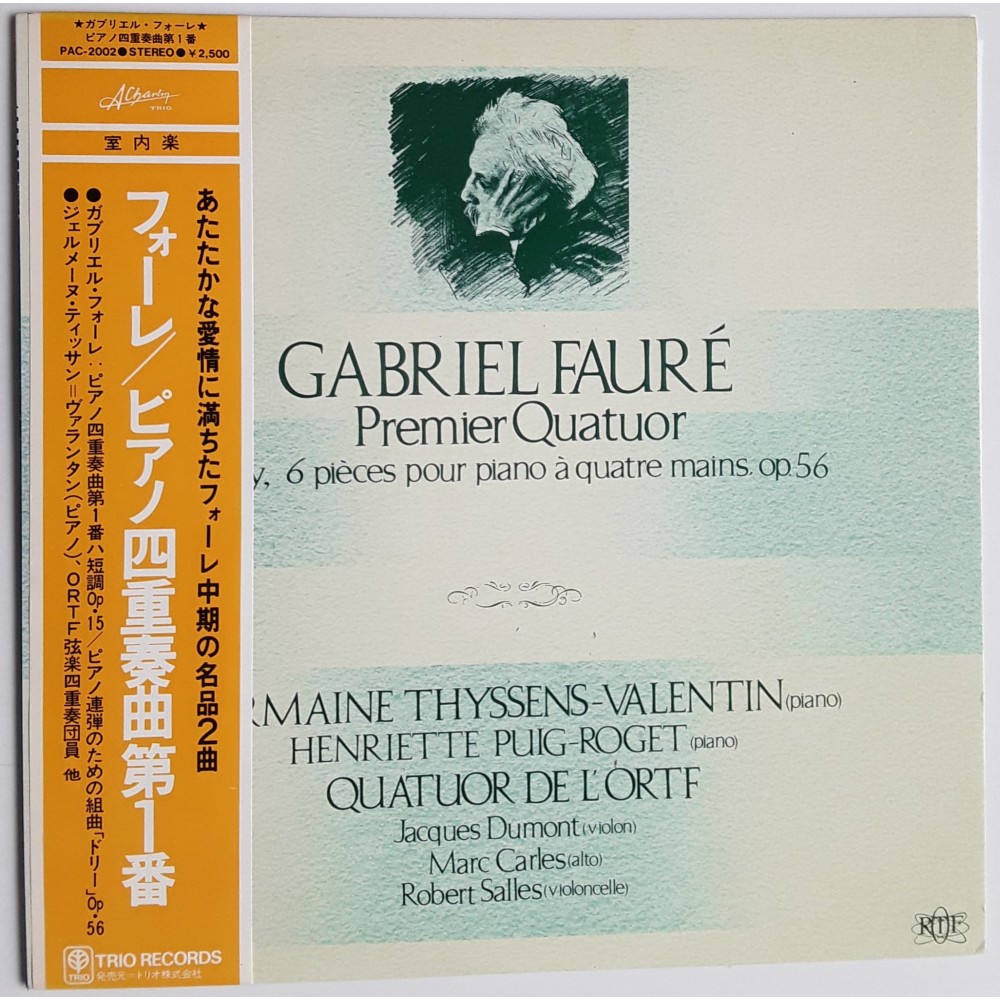 ★ガブリエル・フォーレ★
ピアノ四重奏曲第1番
PAC-2002●STEREO●￥2,500
ACharlin
TRIO
室内楽
あたたかな愛情に満ちたフォーレ中期の名品2曲
フォーレ/ピアノ四重奏曲第1番
●ガブリエル・フォーレ:ピアノ四重奏曲第1番ハ短調Op・15/ピアノ連弾のための組曲「ドリー」Op・56
●ジェルメーヌ・ティッサン=ヴァランタン(ピアノ)、ORTF弦楽四重奏団員 他
TRIO
TRIO RECORDS
発売元=トリオ株式会社
GABRIEL FAURÉ
Premier Quatuor
y, 6 pièces pour piano à quatre mains. op.56
RMAINE THYSSENS-VALENTIN (piano)
HENRIETTE PUIG-ROGET (piano)
QUATUOR DE L'ORTF
Jacques Dumont (violon)
Marc Carles (alto)
Robert Salles (violoncelle)
RTF